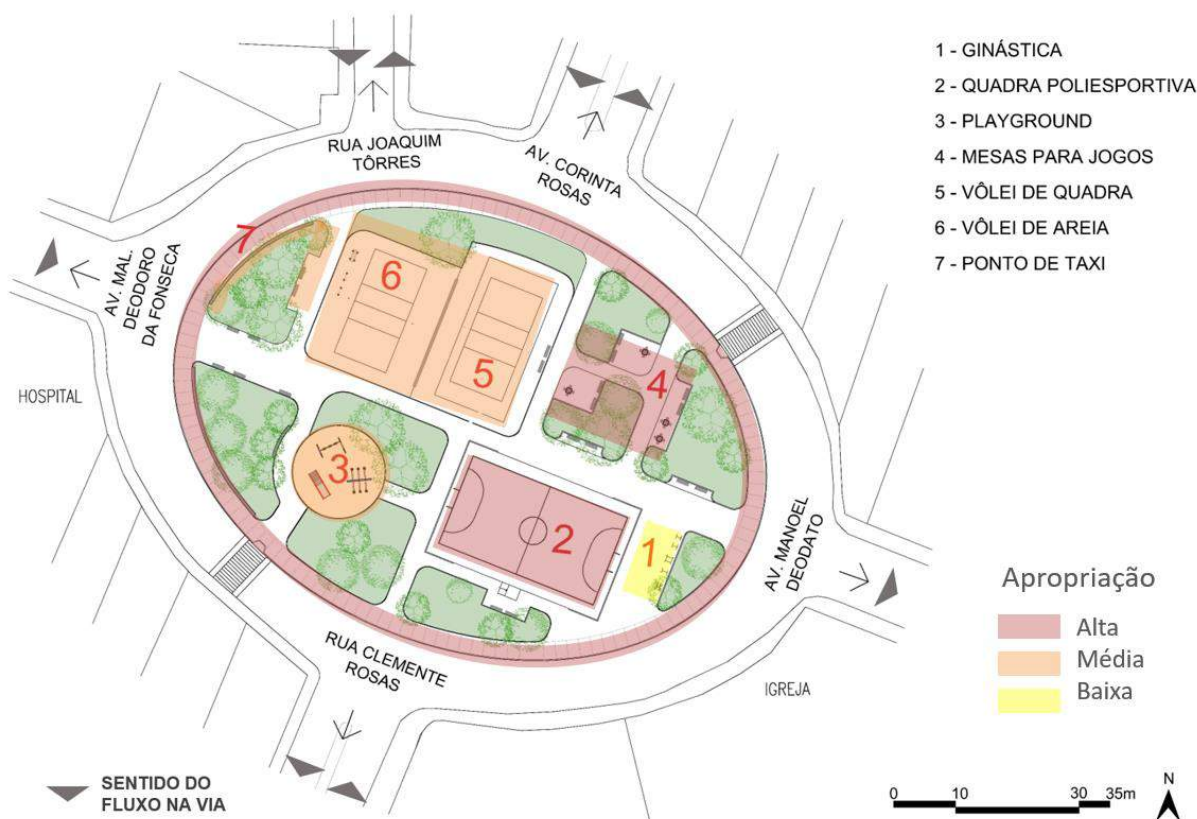 1 - GINÁSTICA
2 - QUADRA POLIESPORTIVA
3 - PLAYGROUND
4 - MESAS PARA JOGOS
5 - VÔLEI DE QUADRA
6 - VÔLEI DE AREIA
7 - PONTO DE TAXI
RUA JOAQUIM
TÔRRES
AV. CORINTA
ROSAS
AV. MAL.
DEODORO
DA FONSECA
HOSPITAL
7
6
5
4
3
2
1
AV. MANOEL
DEODATO
RUA CLEMENTE
ROSAS
IGREJA
Apropriação
Alta
Média
Baixa
SENTIDO DO
FLUXO NA VIA
0 10 30 35m
N